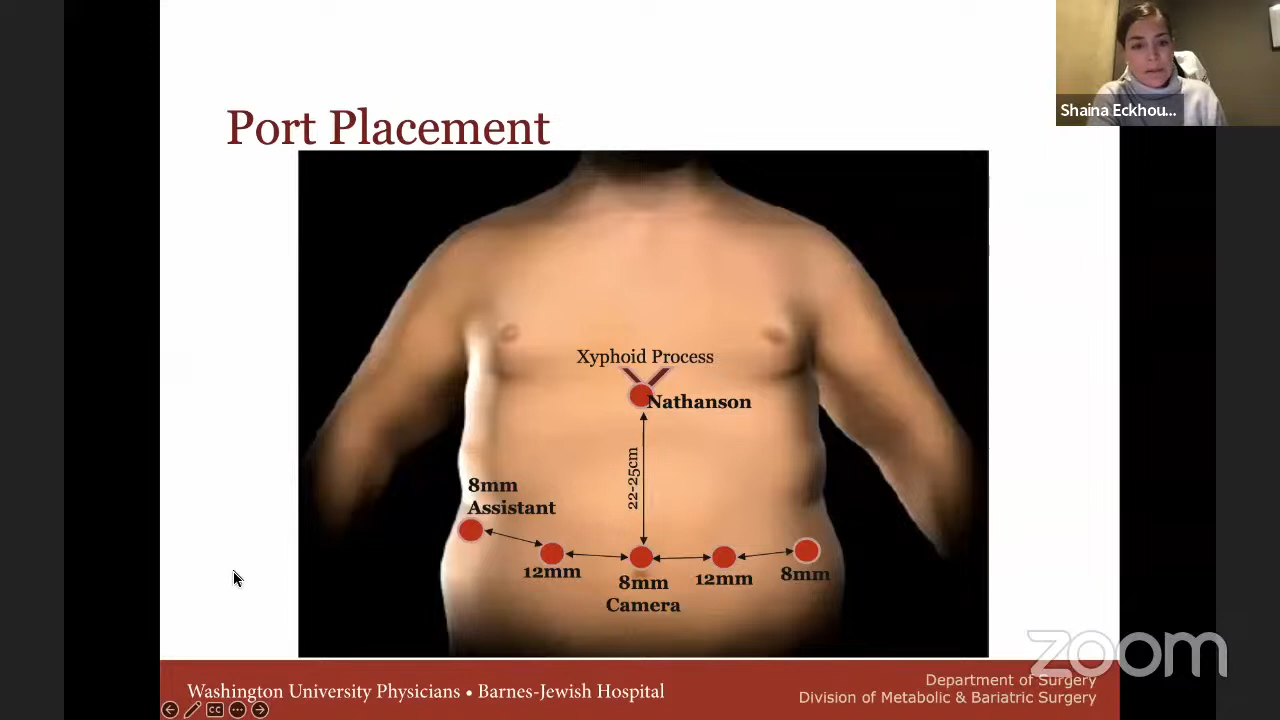 Shaina Eckhou...
Port Placement
Xyphoid Process
Nathanson
22-25cm
8mm
Assistant
12mm
8mm
Camera
12mm
8mm
zoom
Washington University Physicians • Barnes-Jewish Hospital
Department of Surgery
Division of Metabolic & Bariatric Surgery
CC